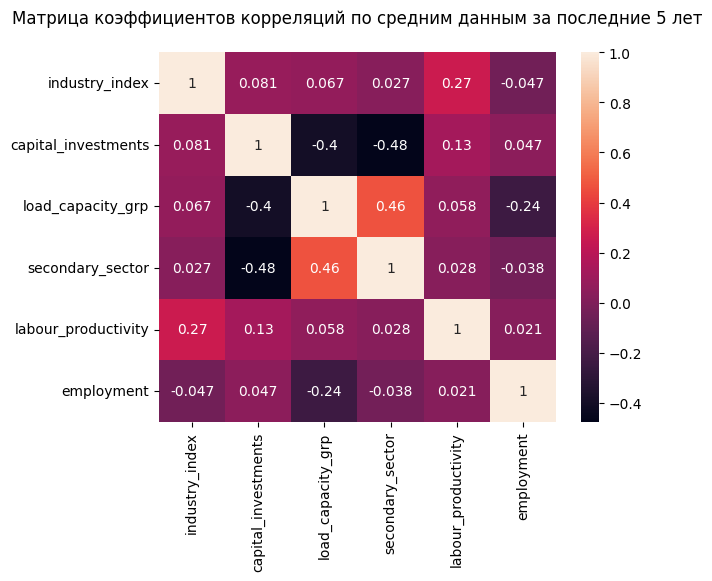 Матрица коэффициентов корреляций по средним данным за последние 5 лет
industry_index 1 0.081 0.067 0.027 0.27 -0.047
capital_investments 0.081 1 -0.4 -0.48 0.13 0.047
load_capacity_grp 0.067 -0.4 1 0.46 0.058 -0.24
secondary_sector 0.027 -0.48 0.46 1 0.028 -0.038
labour_productivity 0.27 0.13 0.058 0.028 1 0.021
employment -0.047 0.047 -0.24 -0.038 0.021 1
industry_index
capital_investments
load_capacity_grp
secondary_sector
labour_productivity
employment
1.0
0.8
0.6
0.4
0.2
0.0
−0.2
−0.4